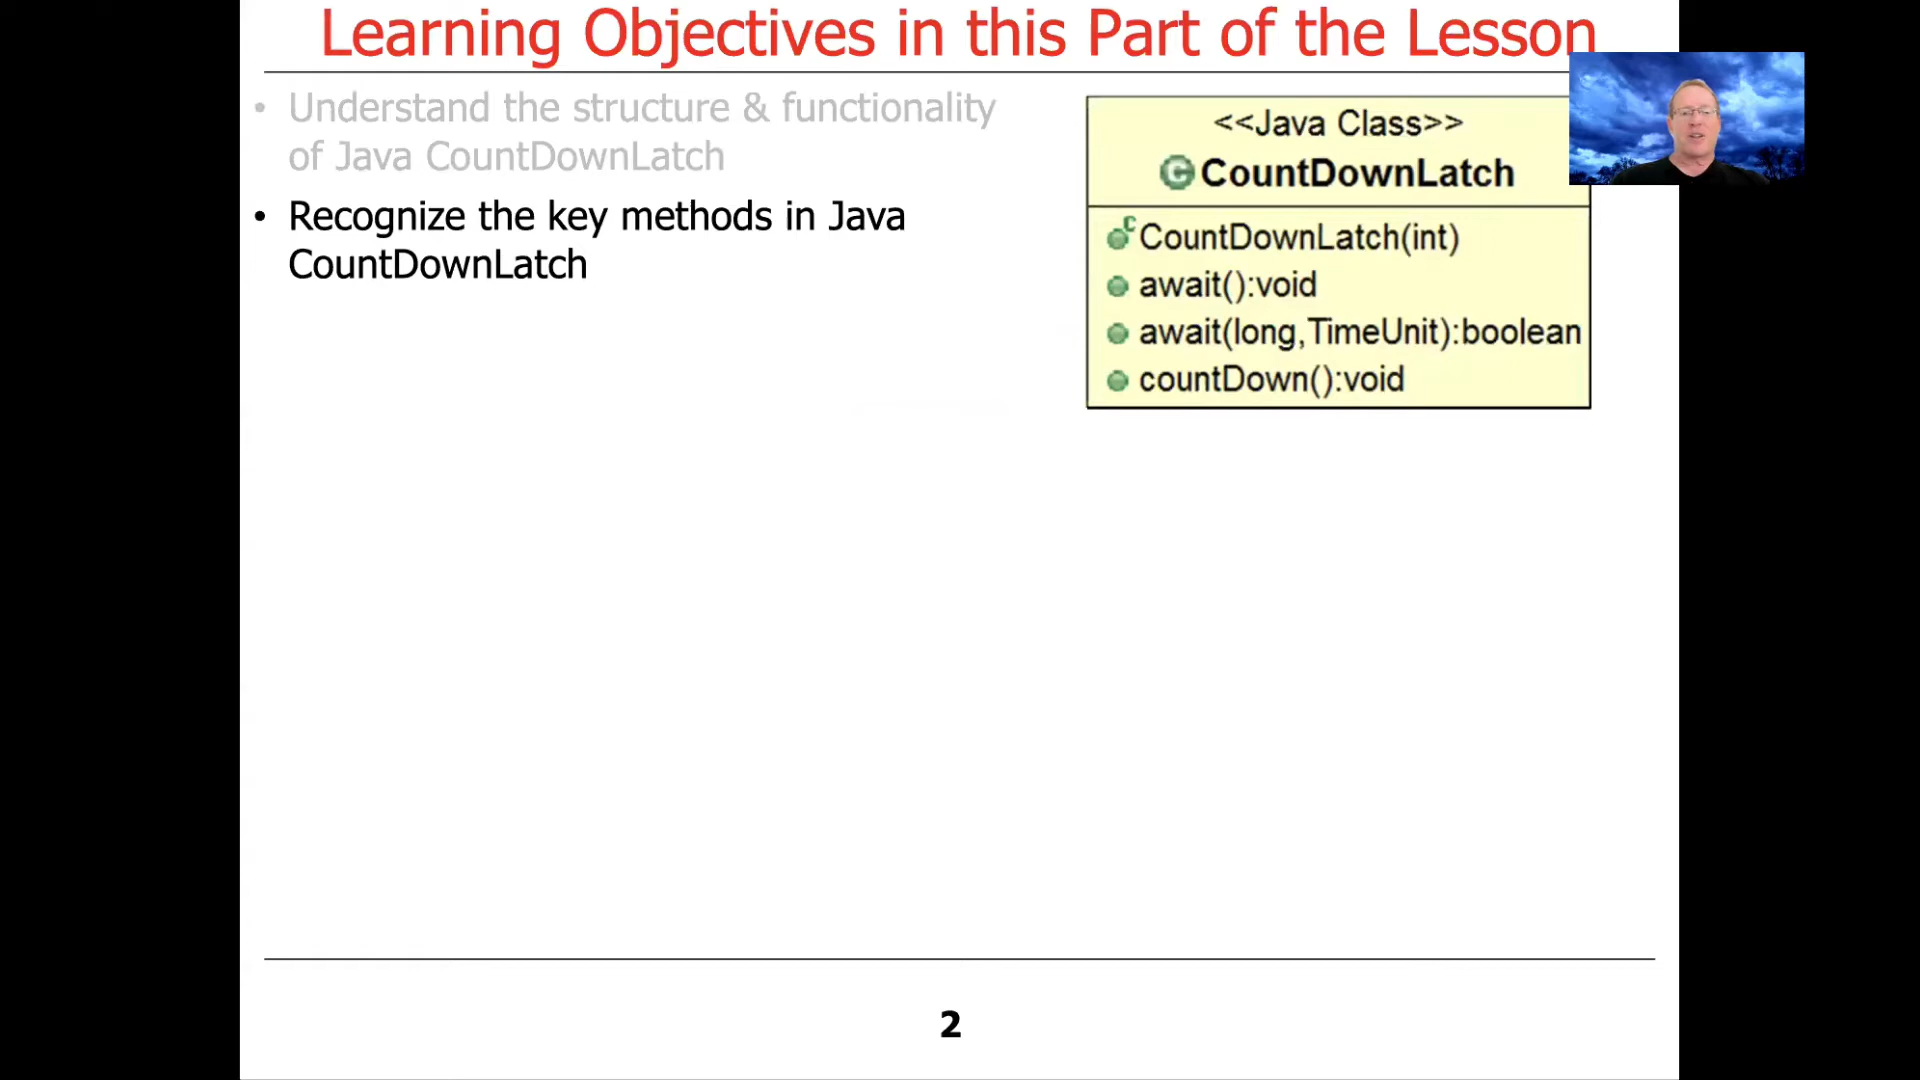 Learning Objectives in this Part of the Lesson
• Understand the structure & functionality
of Java CountDownLatch
• Recognize the key methods in Java
CountDownLatch
<<Java Class>>
CountDownLatch
CountDownLatch(int)
await():void
await(long,TimeUnit):boolean
countDown():void
2